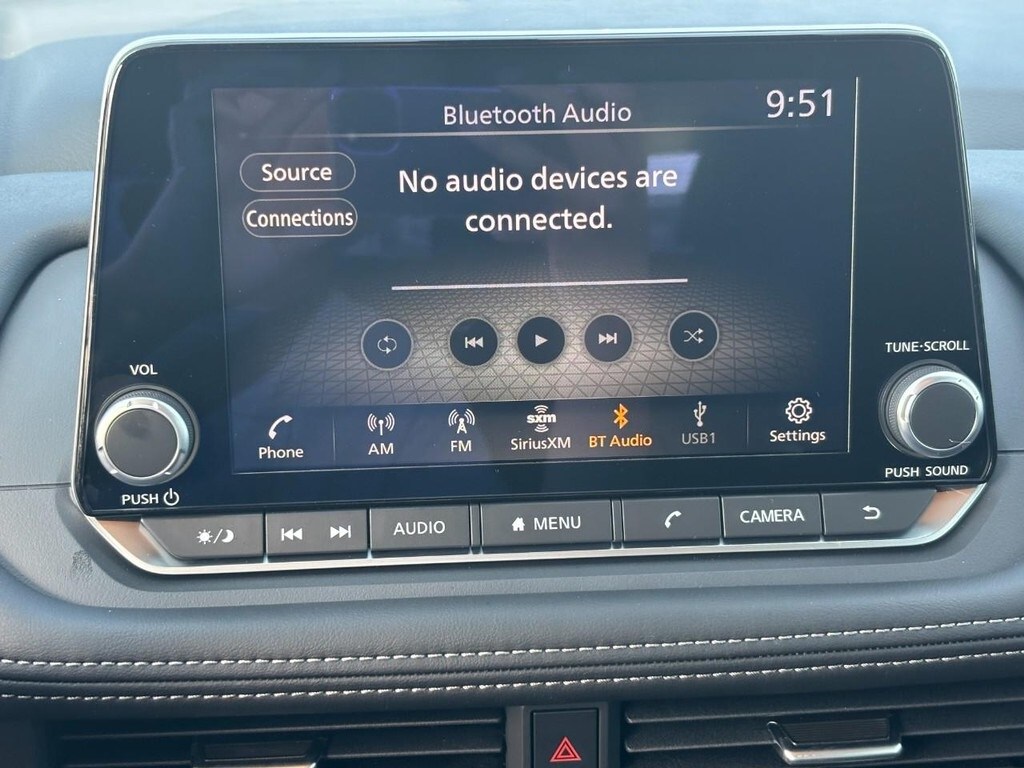 Bluetooth Audio
9:51
Source
No audio devices are
connected.
Connections
VOL
TUNE·SCROLL
Phone
AM
FM
sxm
SiriusXM
BT Audio
USB1
Settings
PUSH
PUSH SOUND
AUDIO
MENU
CAMERA